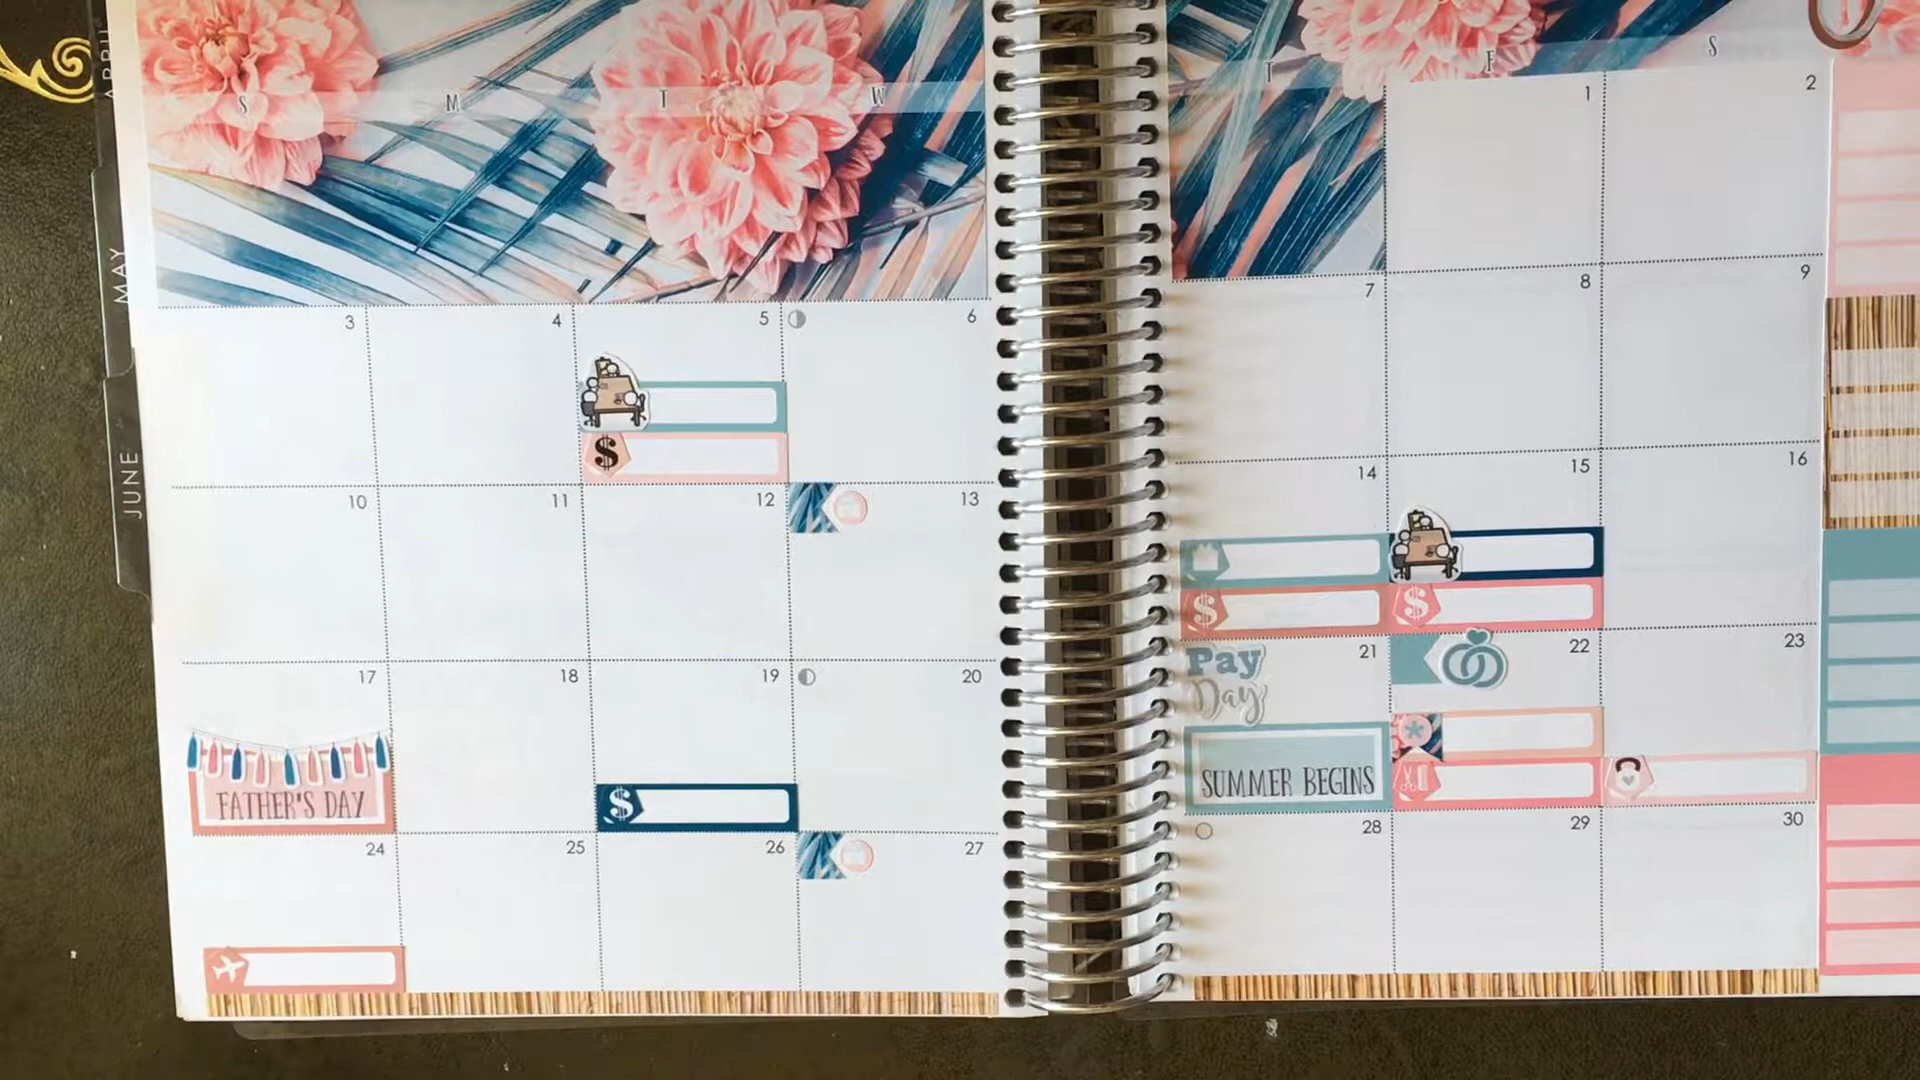 APRIL
MAY
JUNE
S M T W T F S
1 2
3 4 5 6 7 8 9
$
10 11 12 13 14 15 16
$ $
17 18 19 20 21 22 23
Pay
Day
FATHER'S DAY
$
SUMMER BEGINS
24 25 26 27 28 29 30